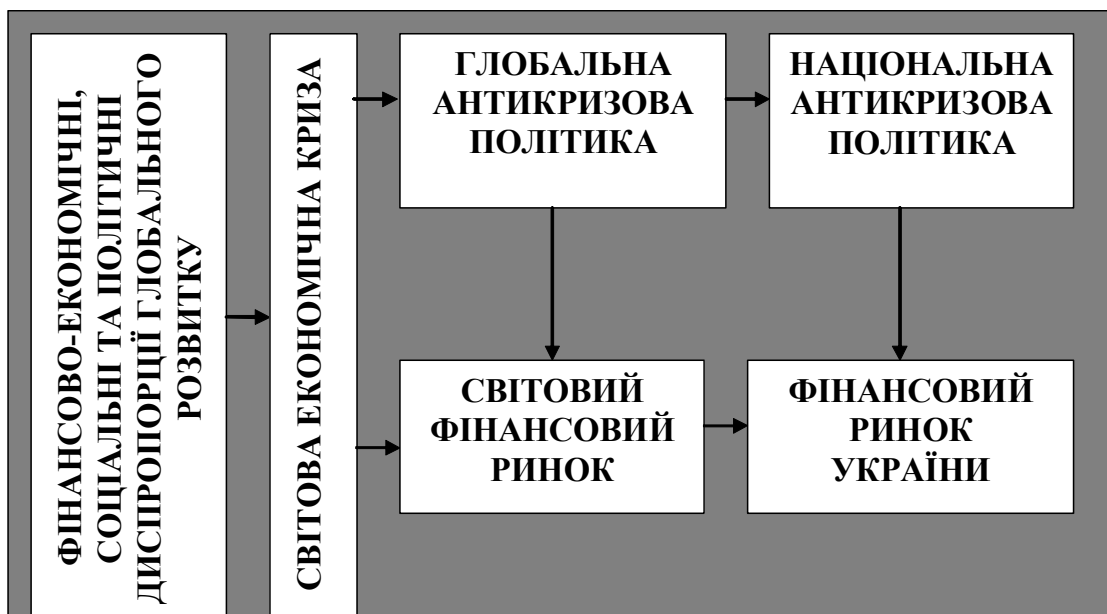 ФІНАНСОВО-ЕКОНОМІЧНІ,
СОЦІАЛЬНІ ТА ПОЛІТИЧНІ
ДИСПРОПОРЦІЇ ГЛОБАЛЬНОГО
РОЗВИТКУ
СВІТОВА ЕКОНОМІЧНА КРИЗА
ГЛОБАЛЬНА
АНТИКРИЗОВА
ПОЛІТИКА
НАЦІОНАЛЬНА
АНТИКРИЗОВА
ПОЛІТИКА
СВІТОВИЙ
ФІНАНСОВИЙ
РИНОК
ФІНАНСОВИЙ
РИНОК
УКРАЇНИ